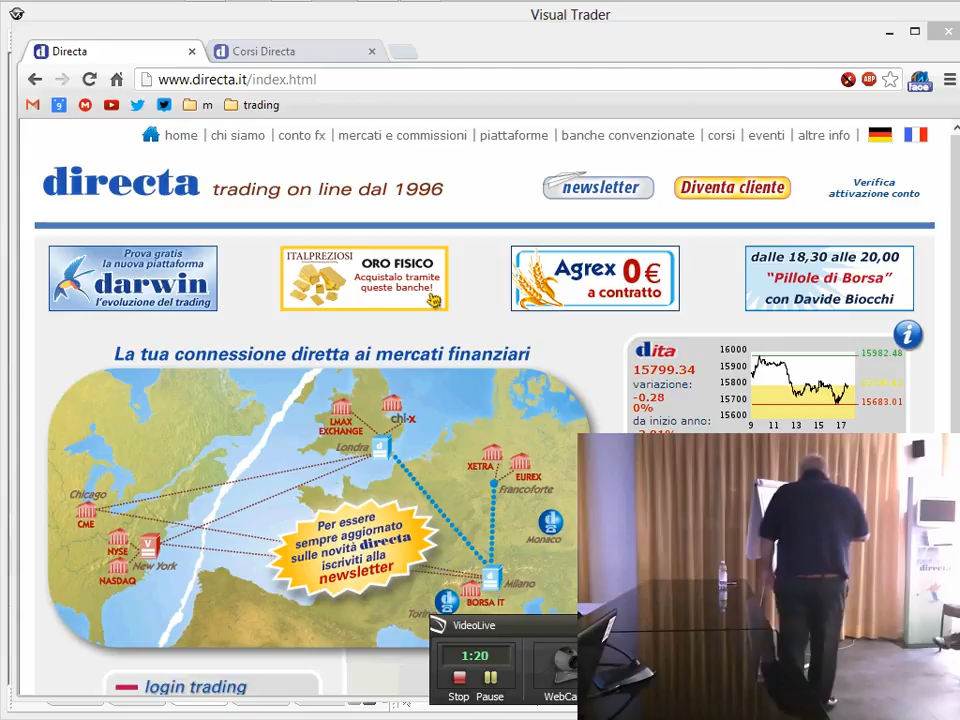 Visual Trader
Directa
Corsi Directa
www.directa.it/index.html
m
trading
home | chi siamo | conto fx | mercati e commissioni | piattaforme | banche convenzionate | corsi | eventi | altre info |
directa
trading on line dal 1996
newsletter
Diventa cliente
Verifica
attivazione conto
Prova gratis
la nuova piattaforma
darwin
l'evoluzione del trading
ITALPREZIOSI
ORO FISICO
Acquistalo tramite
queste banche!
Agrex 0 €
a contratto
dalle 18,30 alle 20,00
“Pillole di Borsa”
con Davide Biocchi
La tua connessione diretta ai mercati finanziari
dita
15799.34
variazione:
-0.28
0%
da inizio anno:
16000
15900
15800
15700
15600
15982.48
15683.01
9 11 13 15 17
LMAX
EXCHANGE
chi-x
Londra
XETRA
EUREX
Francoforte
Chicago
CME
NYSE
NASDAQ
New York
Monaco
Milano
BORSA IT
Per essere
sempre aggiornato
sulle novità directa
iscriviti alla
newsletter
VideoLive
1:20
Stop Pause
login trading
directa